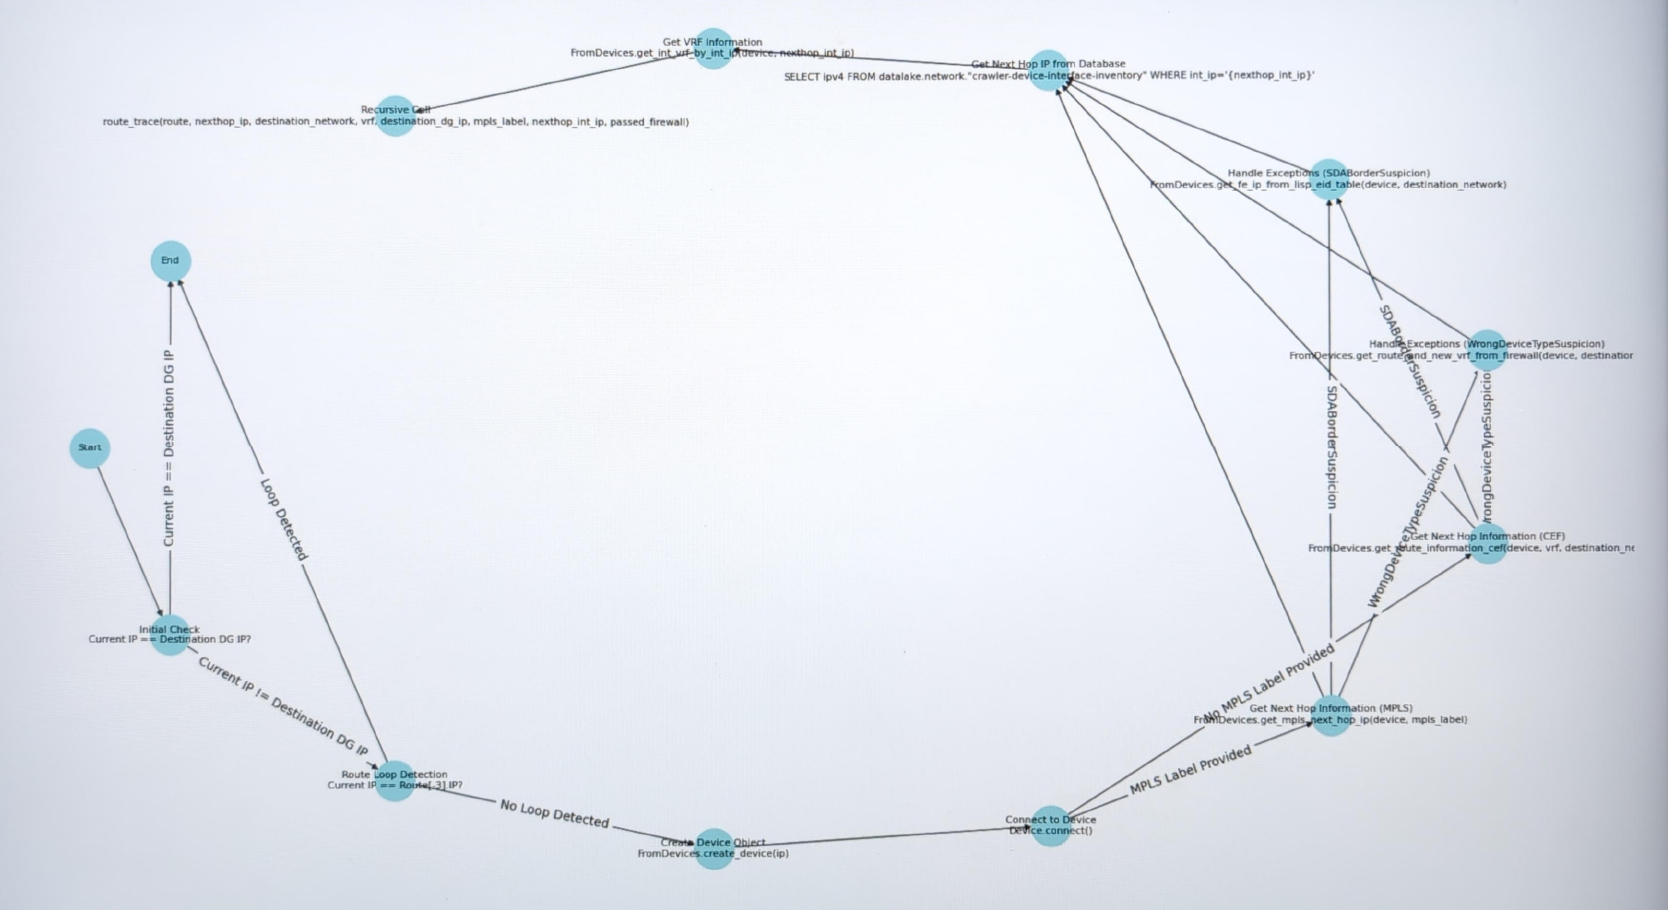 Get VRF Information
FromDevices.get_int_vrf_by_int_ip(device, nexthop_int_ip)
Get Next Hop IP from Database
SELECT ipv4 FROM datalake.network."crawler-device-interface-inventory" WHERE int_ip='{nexthop_int_ip}'
Recursive Call
route_trace(route, nexthop_ip, destination_network, vrf, destination_dg_ip, mpls_label, nexthop_int_ip, passed_firewall)
Handle Exceptions (SDABorderSuspicion)
FromDevices.get_fe_ip_from_lisp_eid_table(device, destination_network)
End
SDABorderSuspicion
Handle Exceptions (WrongDeviceTypeSuspicion)
FromDevices.get_route_and_new_vrf_from_firewall(device, destination
Current IP == Destination DG IP
Start
Loop Detected
SDABorderSuspicion
WrongDeviceTypeSuspicion
rongDeviceTypeSuspicio
Get Next Hop Information (CEF)
FromDevices.get_route_information_cef(device, vrf, destination_ne
Initial Check
Current IP == Destination DG IP?
Current IP != Destination DG IP
No MPLS Label Provided
Get Next Hop Information (MPLS)
FromDevices.get_mpls_next_hop_ip(device, mpls_label)
MPLS Label Provided
Route Loop Detection
Current IP == Route[-3] IP?
No Loop Detected
Connect to Device
Device.connect()
Create Device Object
FromDevices.create_device(ip)